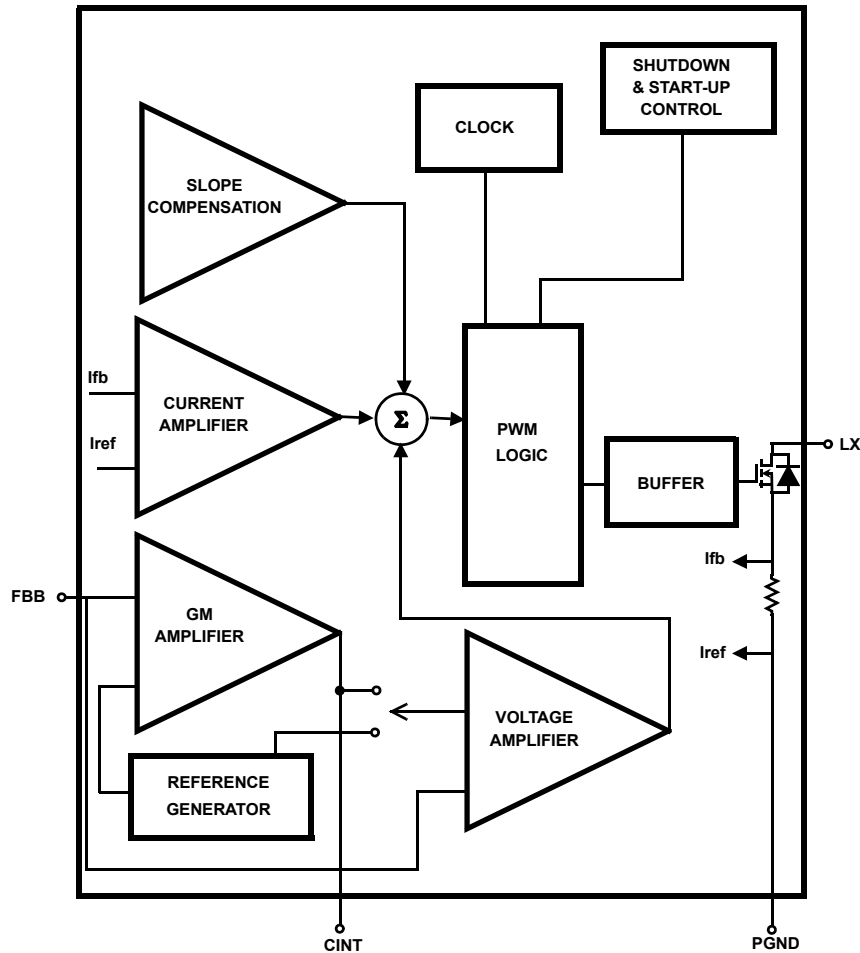 SHUTDOWN
& START-UP
CONTROL
CLOCK
SLOPE
COMPENSATION
Ifb
CURRENT
AMPLIFIER
Iref
Σ
PWM
LOGIC
BUFFER
LX
Ifb
Iref
FBB
GM
AMPLIFIER
VOLTAGE
AMPLIFIER
REFERENCE
GENERATOR
CINT
PGND